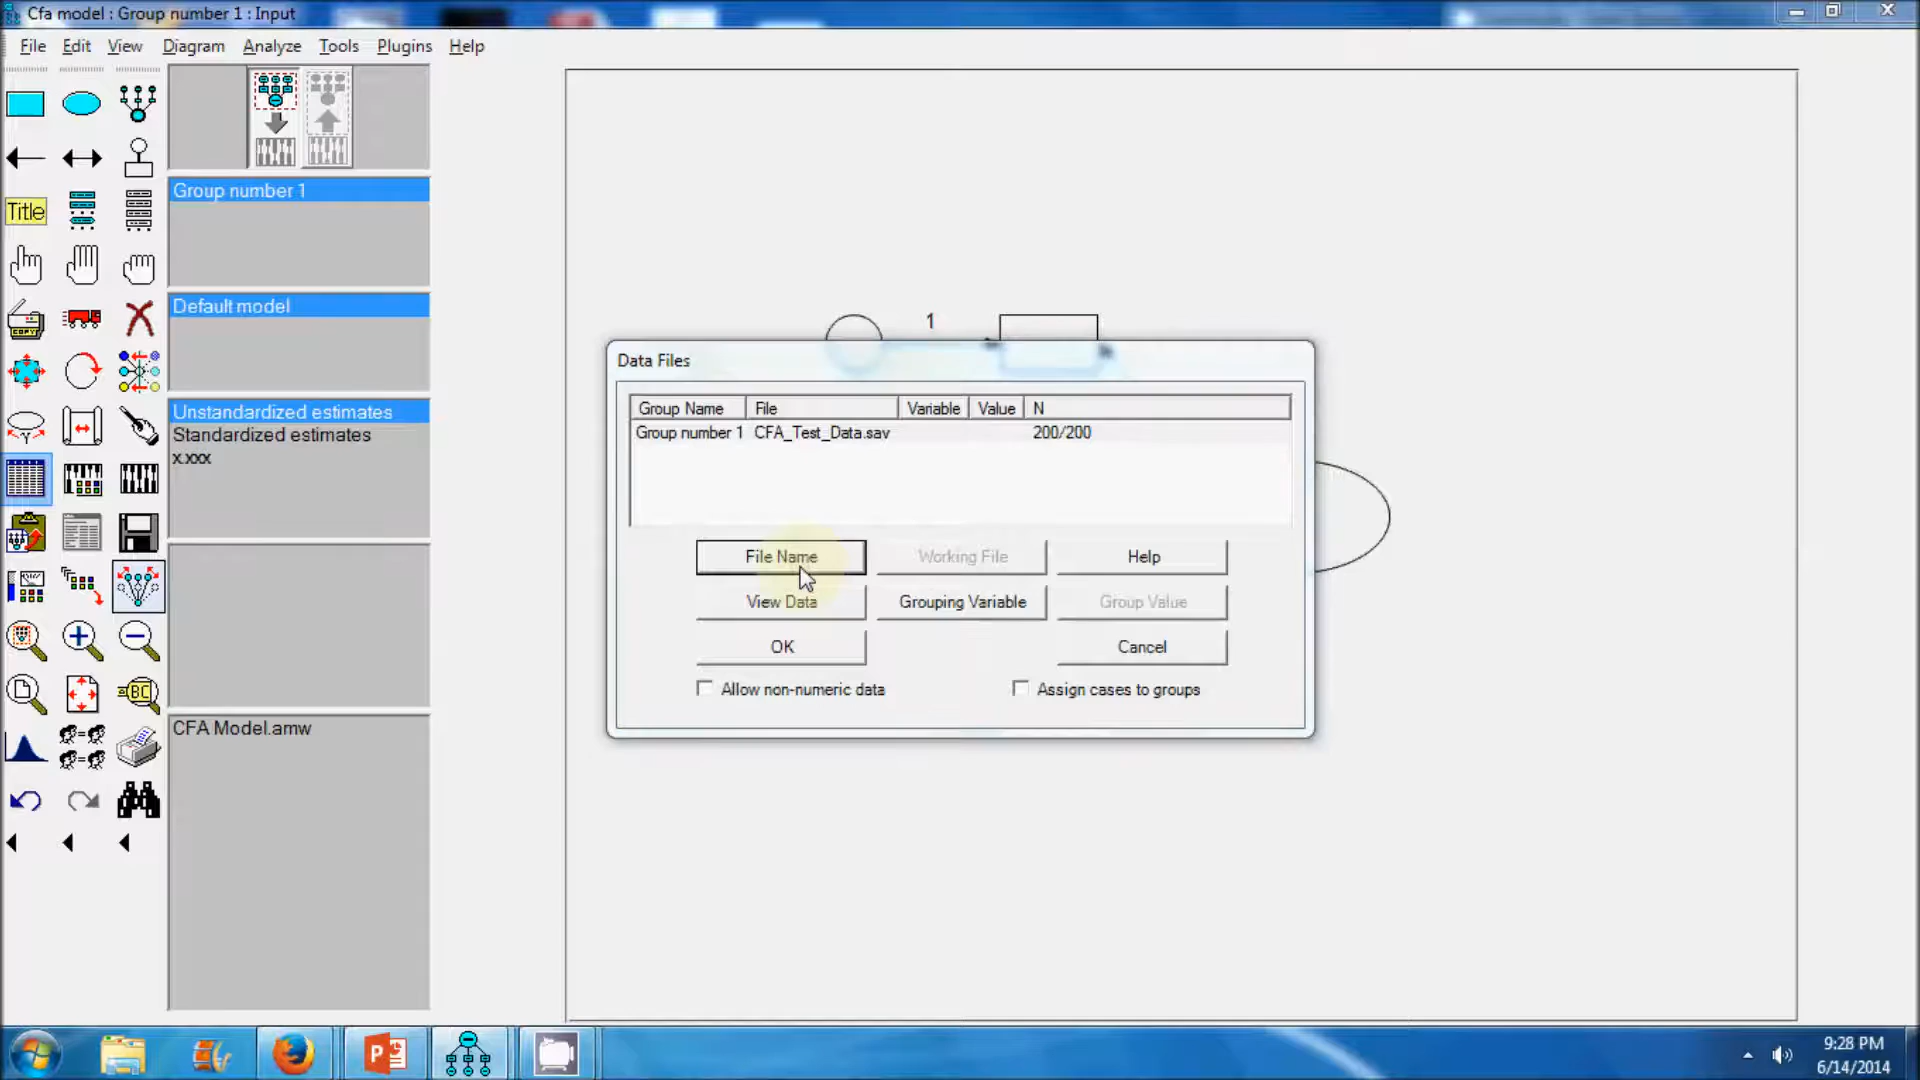 Cfa model : Group number 1 : Input
File Edit View Diagram Analyze Tools Plugins Help
Title
Group number 1
Default model
Unstandardized estimates
Standardized estimates
x.xxx
COPY
BC
CFA Model.amw
1
Data Files
Group Name File Variable Value N
Group number 1 CFA_Test_Data.sav 200/200
File Name Working File Help
View Data Grouping Variable Group Value
OK Cancel
Allow non-numeric data Assign cases to groups
9:28 PM
6/14/2014